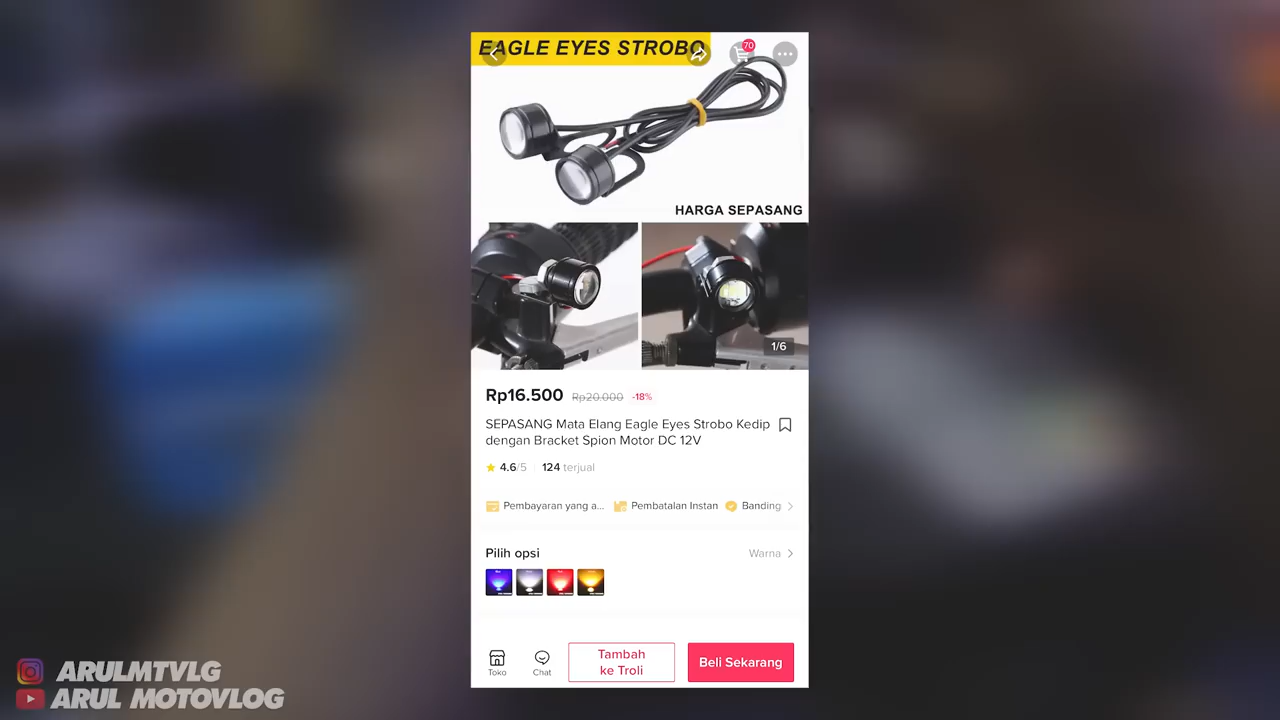 EAGLE EYES STROBO
70
HARGA SEPASANG
1/6
Rp16.500 Rp20.000 -18%
SEPASANG Mata Elang Eagle Eyes Strobo Kedip
dengan Bracket Spion Motor DC 12V
4.6/5 124 terjual
Pembayaran yang a... Pembatalan Instan Banding
Pilih opsi Warna
Toko Chat
Tambah
ke Troli
Beli Sekarang
ARULMTVLG
ARUL MOTOVLOG